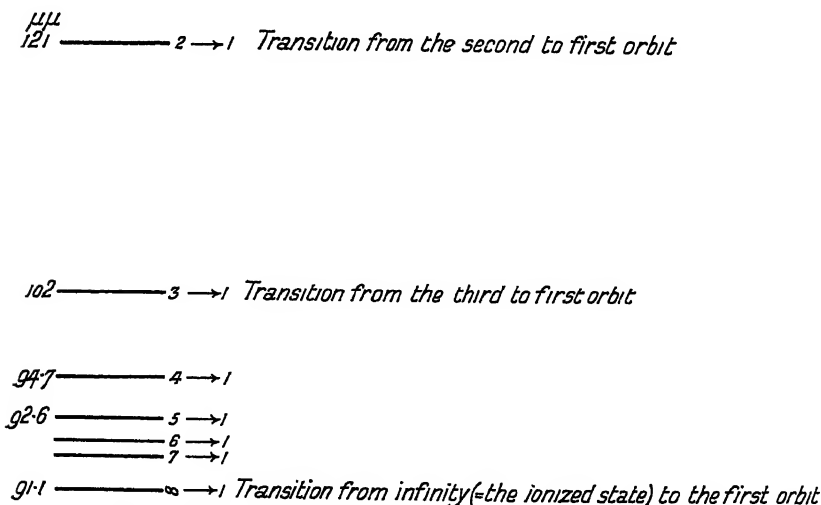 μμ
121 2→1 Transition from the second to first orbit
102 3→1 Transition from the third to first orbit
94·7 4→1
92·6 5→1
6→1
7→1
91·1 ∞→1 Transition from infinity(=the ionized state) to the first orbit